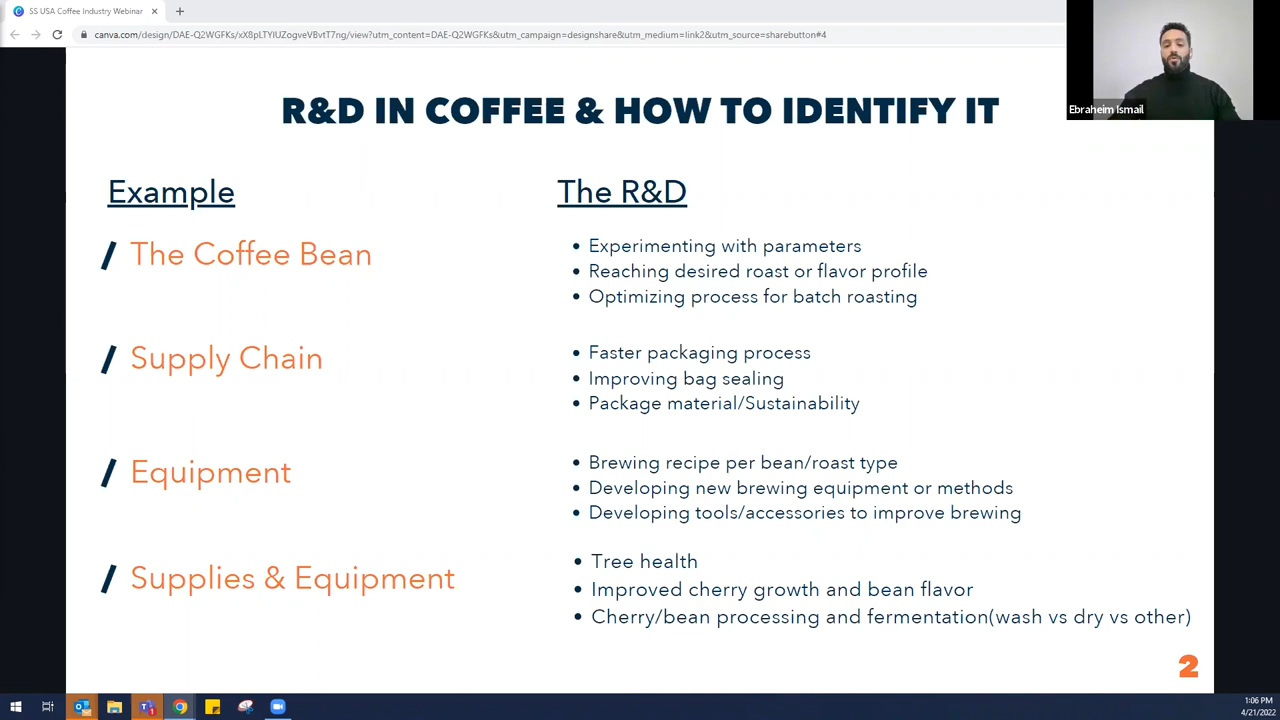 SS USA Coffee Industry Webinar
canva.com/design/DAE-Q2WGFKs/xX8pLTYIUZogveVBvtT7ng/view?utm_content=DAE-Q2WGFKs&utm_campaign=designshare&utm_medium=link2&utm_source=sharebutton#4
Ebraheim Ismail
R&D IN COFFEE & HOW TO IDENTIFY IT
Example
The R&D
/ The Coffee Bean
• Experimenting with parameters
• Reaching desired roast or flavor profile
• Optimizing process for batch roasting
/ Supply Chain
• Faster packaging process
• Improving bag sealing
• Package material/Sustainability
/ Equipment
• Brewing recipe per bean/roast type
• Developing new brewing equipment or methods
• Developing tools/accessories to improve brewing
/ Supplies & Equipment
• Tree health
• Improved cherry growth and bean flavor
• Cherry/bean processing and fermentation(wash vs dry vs other)
2
1:06 PM
4/21/2022